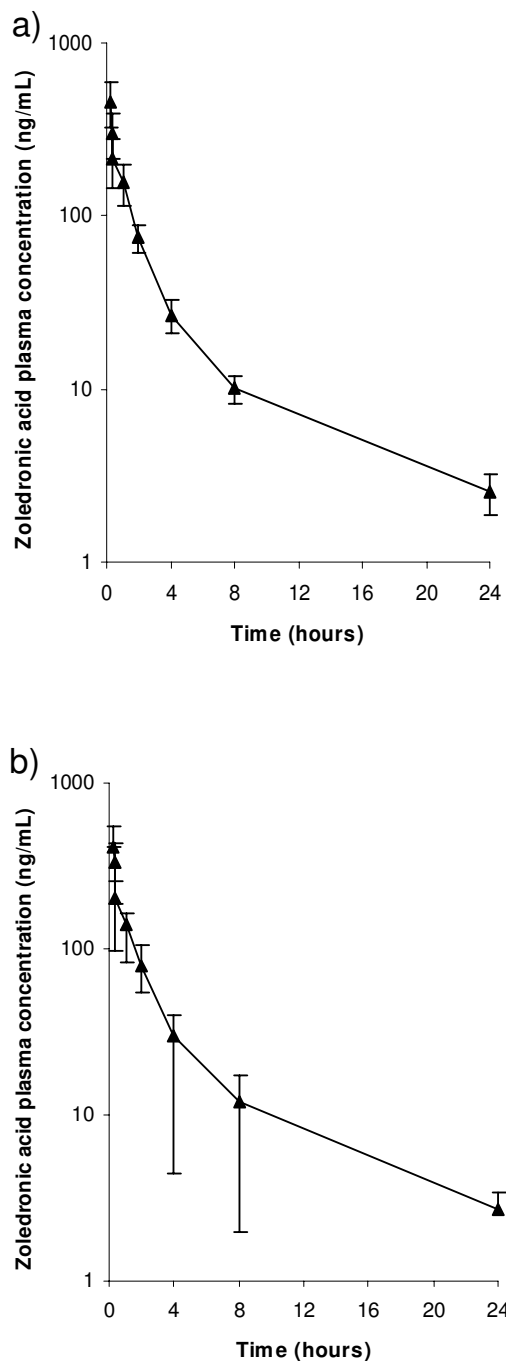 a)
Zoledronic acid plasma concentration (ng/mL)
1000
100
10
1
0 4 8 12 16 20 24
Time (hours)
b)
Zoledronic acid plasma concentration (ng/mL)
1000
100
10
1
0 4 8 12 16 20 24
Time (hours)